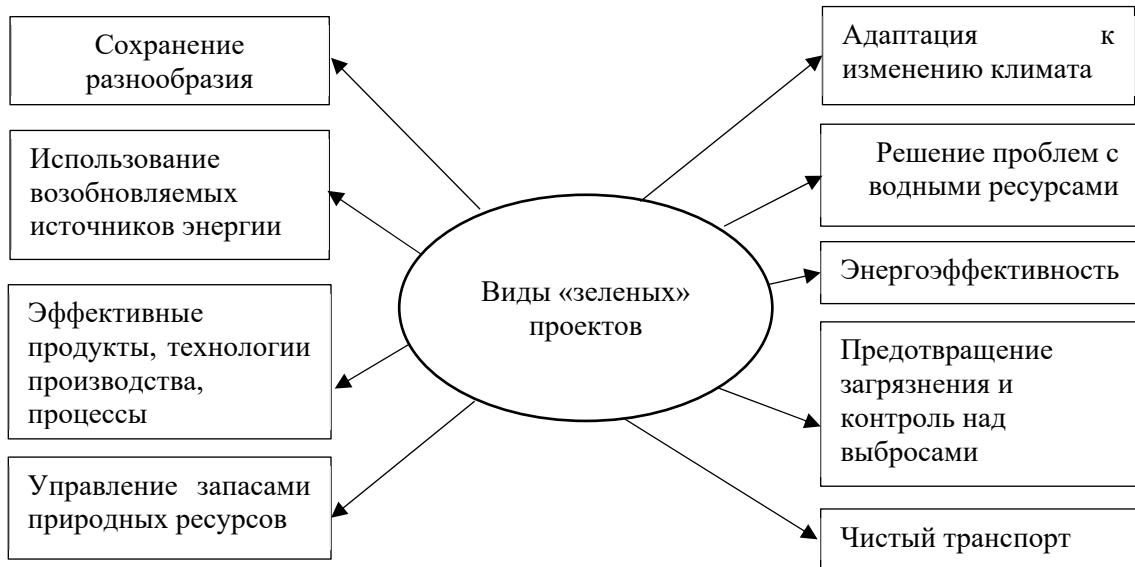 Сохранение
разнообразия
Использование
возобновляемых
источников энергии
Эффективные
продукты, технологии
производства,
процессы
Управление запасами
природных ресурсов
Виды «зеленых»
проектов
Адаптация к
изменению климата
Решение проблем с
водными ресурсами
Энергоэффективность
Предотвращение
загрязнения и
контроль над
выбросами
Чистый транспорт